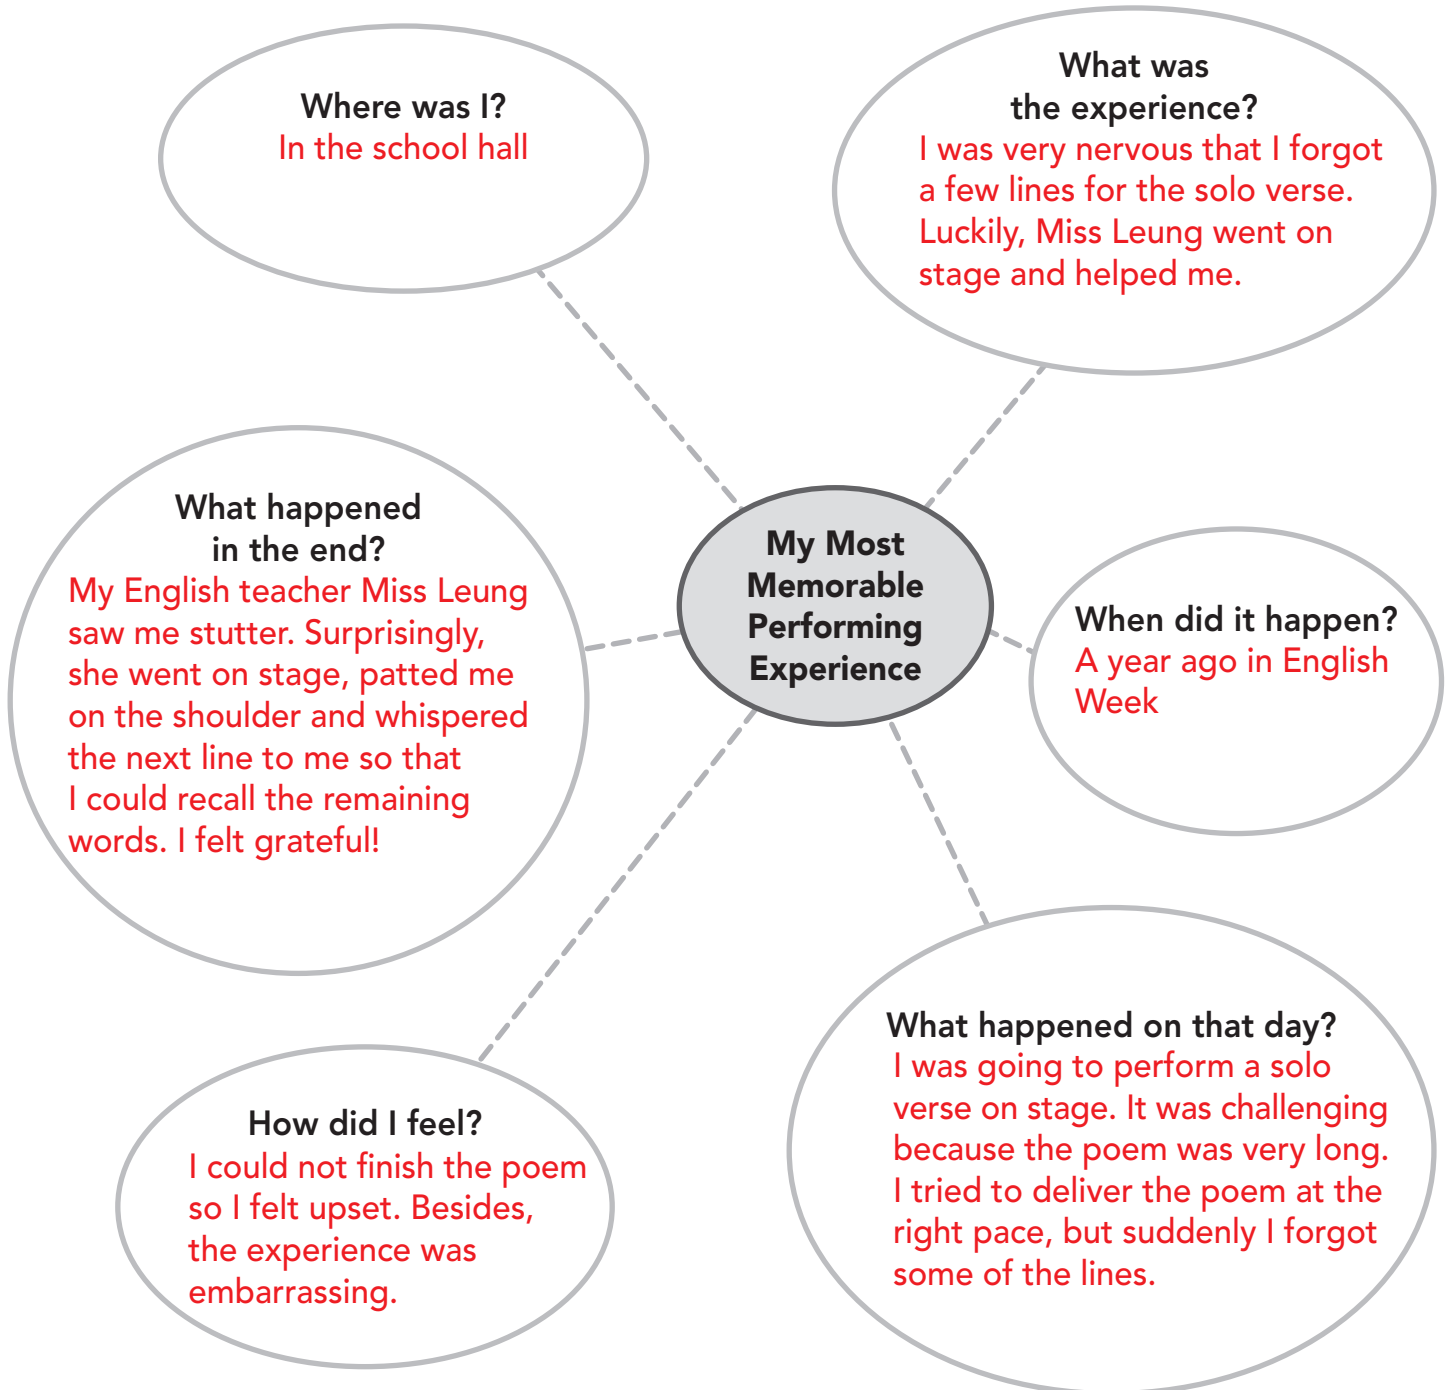 Where was I?
In the school hall
What was
the experience?
I was very nervous that I forgot
a few lines for the solo verse.
Luckily, Miss Leung went on
stage and helped me.
What happened
in the end?
My English teacher Miss Leung
saw me stutter. Surprisingly,
she went on stage, patted me
on the shoulder and whispered
the next line to me so that
I could recall the remaining
words. I felt grateful!
My Most
Memorable
Performing
Experience
When did it happen?
A year ago in English
Week
How did I feel?
I could not finish the poem
so I felt upset. Besides,
the experience was
embarrassing.
What happened on that day?
I was going to perform a solo
verse on stage. It was challenging
because the poem was very long.
I tried to deliver the poem at the
right pace, but suddenly I forgot
some of the lines.